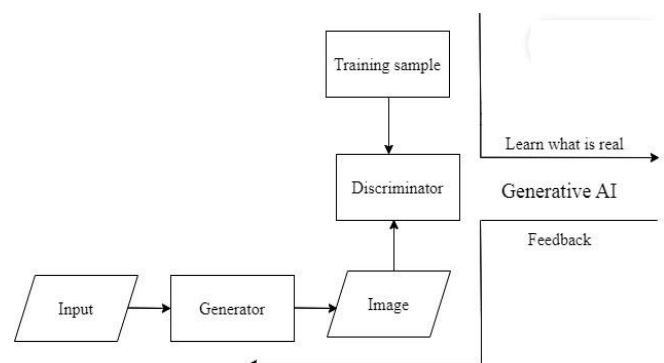 Training sample
Learn what is real
Discriminator
Generative AI
Feedback
Input
Generator
Image